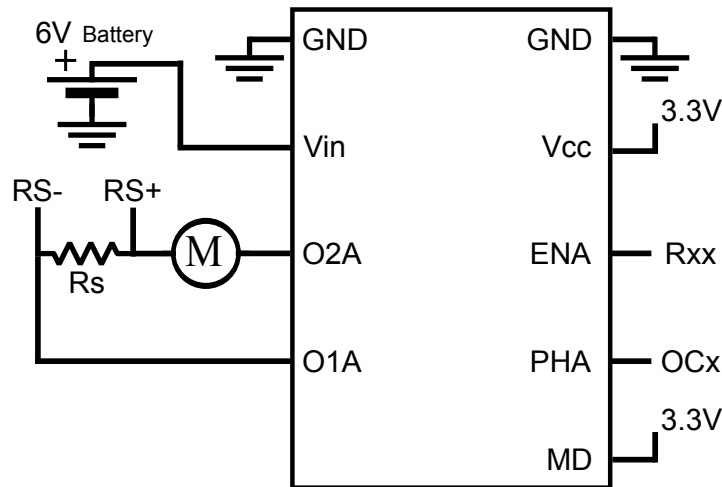 6V Battery
+
GND GND
3.3V
Vin Vcc
RS- RS+
M O2A ENA Rxx
Rs
O1A PHA OCx
3.3V
MD